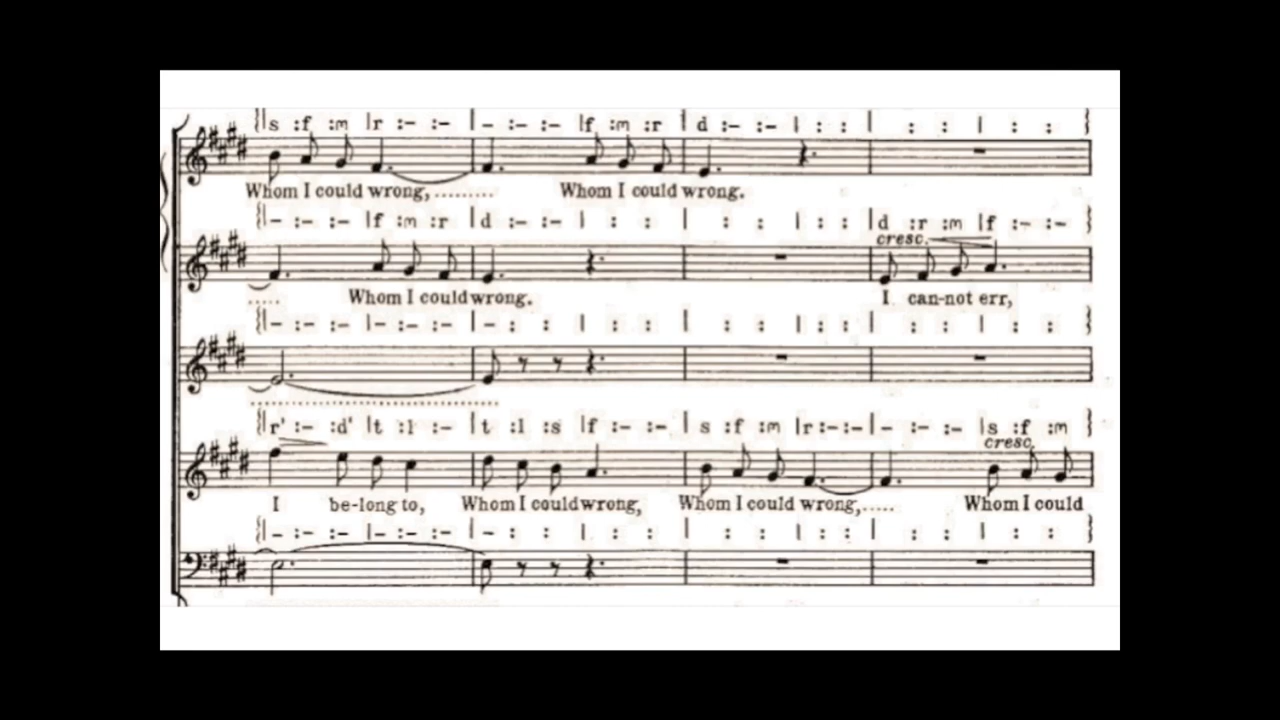 {|s :f :m |r :– :– |– :– :– |f :m :r |d :– :– | : : | : : | : : }
Whom I could wrong,......... Whom I could wrong.
{|– :– :– |f :m :r |d :– :– | : : | : : | : : |d :r :m |f :– :– }
cresc.
..... Whom I could wrong. I can-not err,
{|– :– :– |– :– :– |– : : | : : | : : | : : | : : | : : }
{|r' :– :d' |t :l :– |t :l :s |f :– :– |s :f :m |r :– :– |– :– :– |s :f :m }
cresc.
I be-long to, Whom I could wrong, Whom I could wrong,..... Whom I could
{|– :– :– |– :– :– |– : : | : : | : : | : : | : : | : : }